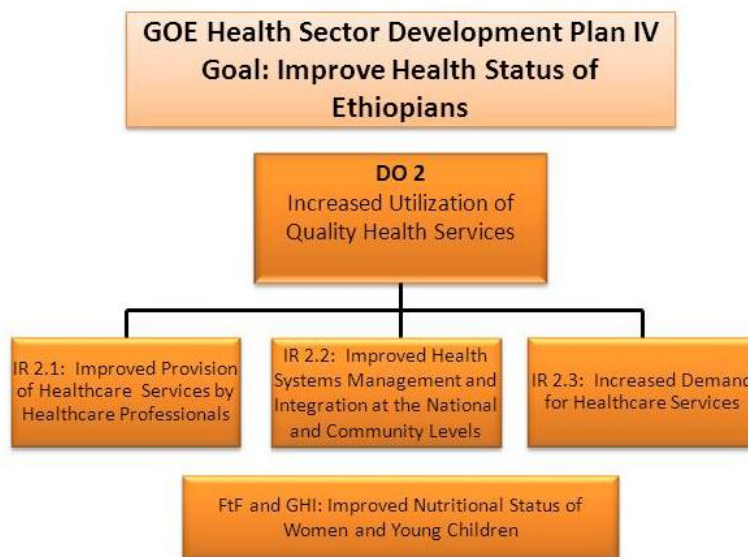 GOE Health Sector Development Plan IV
Goal: Improve Health Status of
Ethiopians
DO 2
Increased Utilization of
Quality Health Services
IR 2.1: Improved Provision
of Healthcare Services by
Healthcare Professionals
IR 2.2: Improved Health
Systems Management and
Integration at the National
and Community Levels
IR 2.3: Increased Demand
for Healthcare Services
FtF and GHI: Improved Nutritional Status of
Women and Young Children